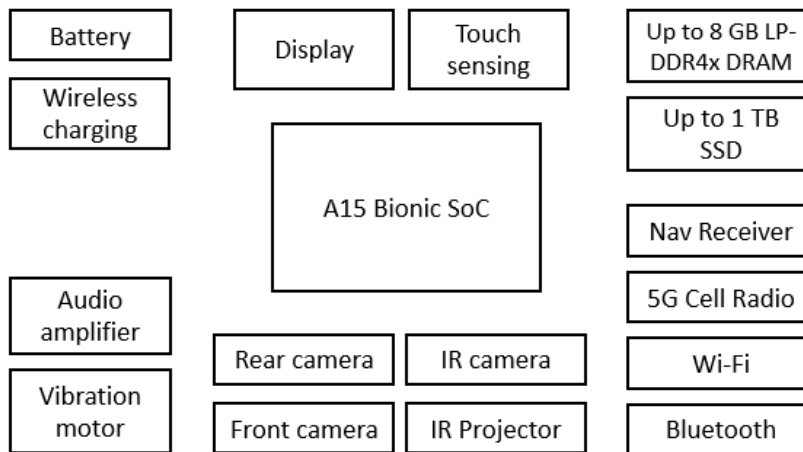 Battery
Wireless
charging
Display
Touch
sensing
Up to 8 GB LP-
DDR4x DRAM
Up to 1 TB
SSD
A15 Bionic SoC
Nav Receiver
5G Cell Radio
Wi-Fi
Bluetooth
Audio
amplifier
Vibration
motor
Rear camera
IR camera
Front camera
IR Projector